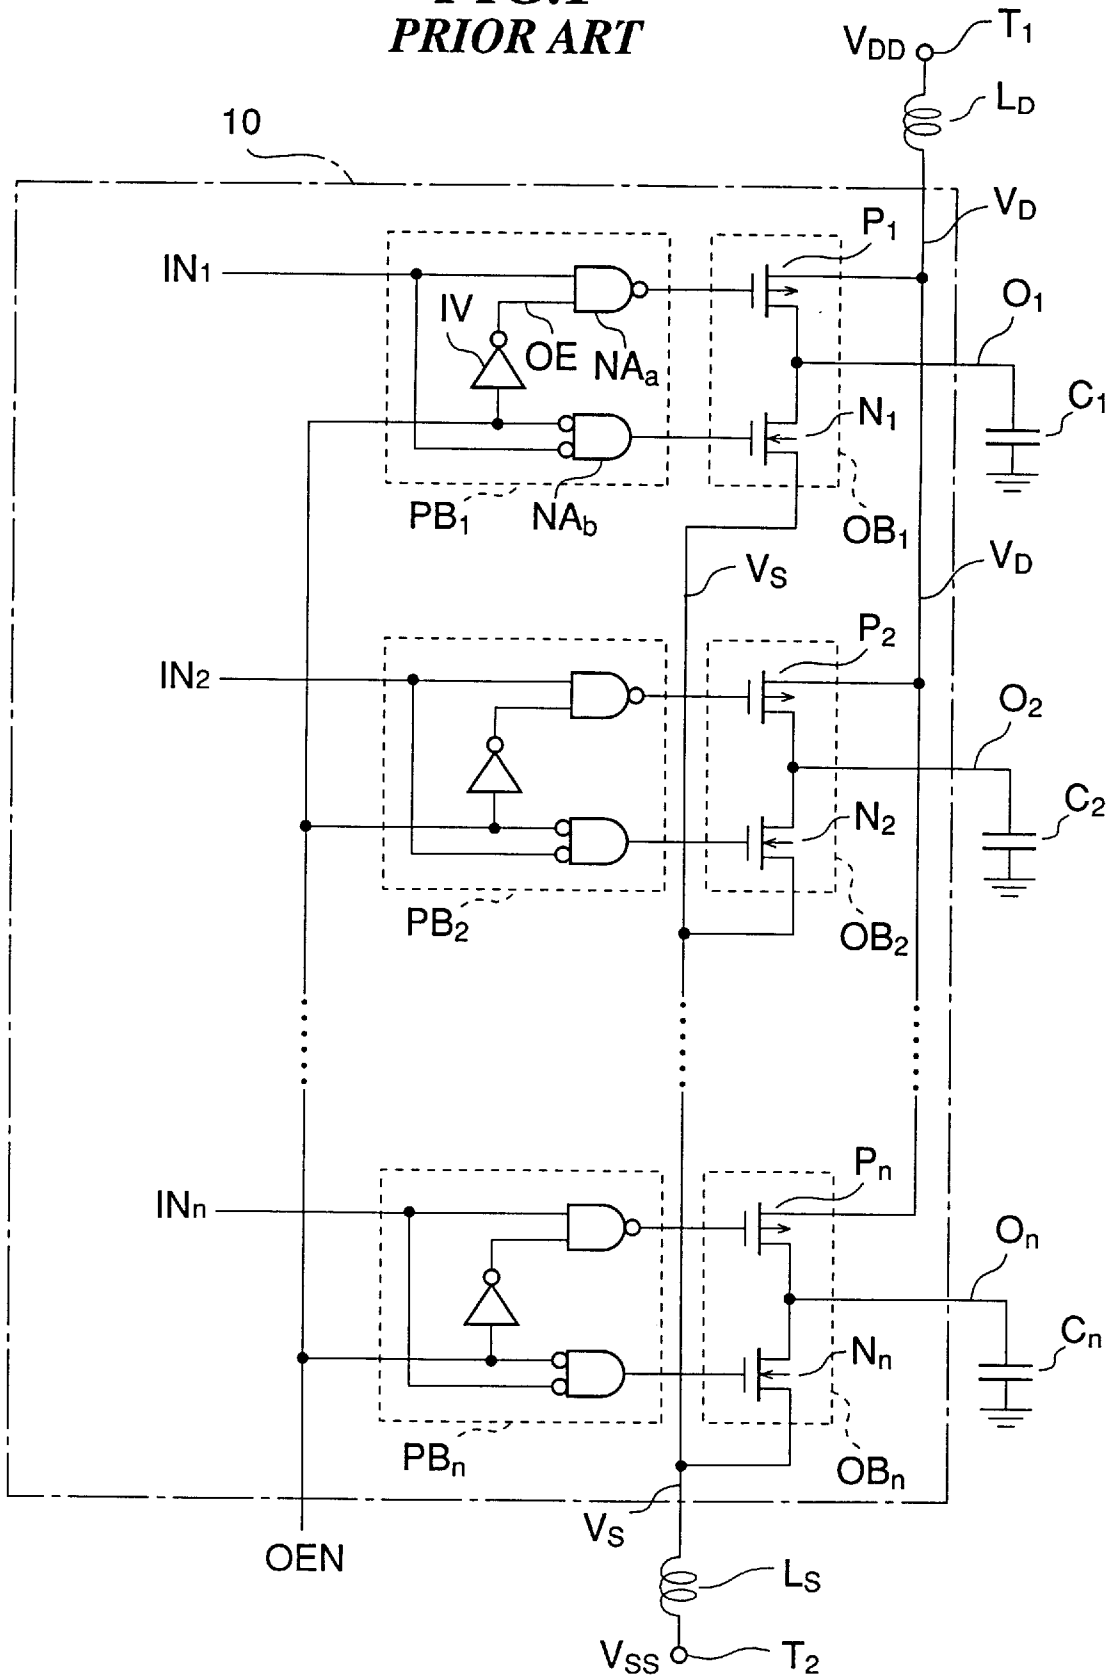 FIG.1
PRIOR ART
VDD T1
LD
10
VD
P1
IN1
O1
IV
OE NAa
C1
N1
PB1 NAb
OB1
VS
VD
P2
IN2
O2
C2
N2
PB2
OB2
Pn
INn
On
Cn
Nn
PBn
OBn
VS
OEN
LS
VSS T2